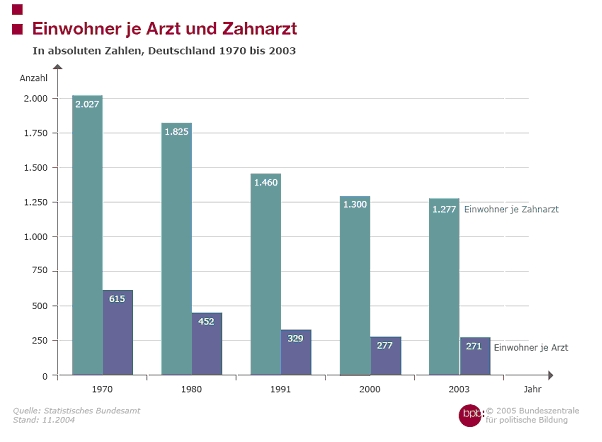 Einwohner je Arzt und Zahnarzt
In absoluten Zahlen, Deutschland 1970 bis 2003
Anzahl
2.000
1.750
1.500
1.250
1.000
750
500
250
0
2.027
615
1.825
452
1.460
329
1.300
277
1.277
271
Einwohner je Zahnarzt
Einwohner je Arzt
1970
1980
1991
2000
2003
Jahr
Quelle: Statistisches Bundesamt
Stand: 11.2004
bpb:
© 2005 Bundeszentrale
für politische Bildung